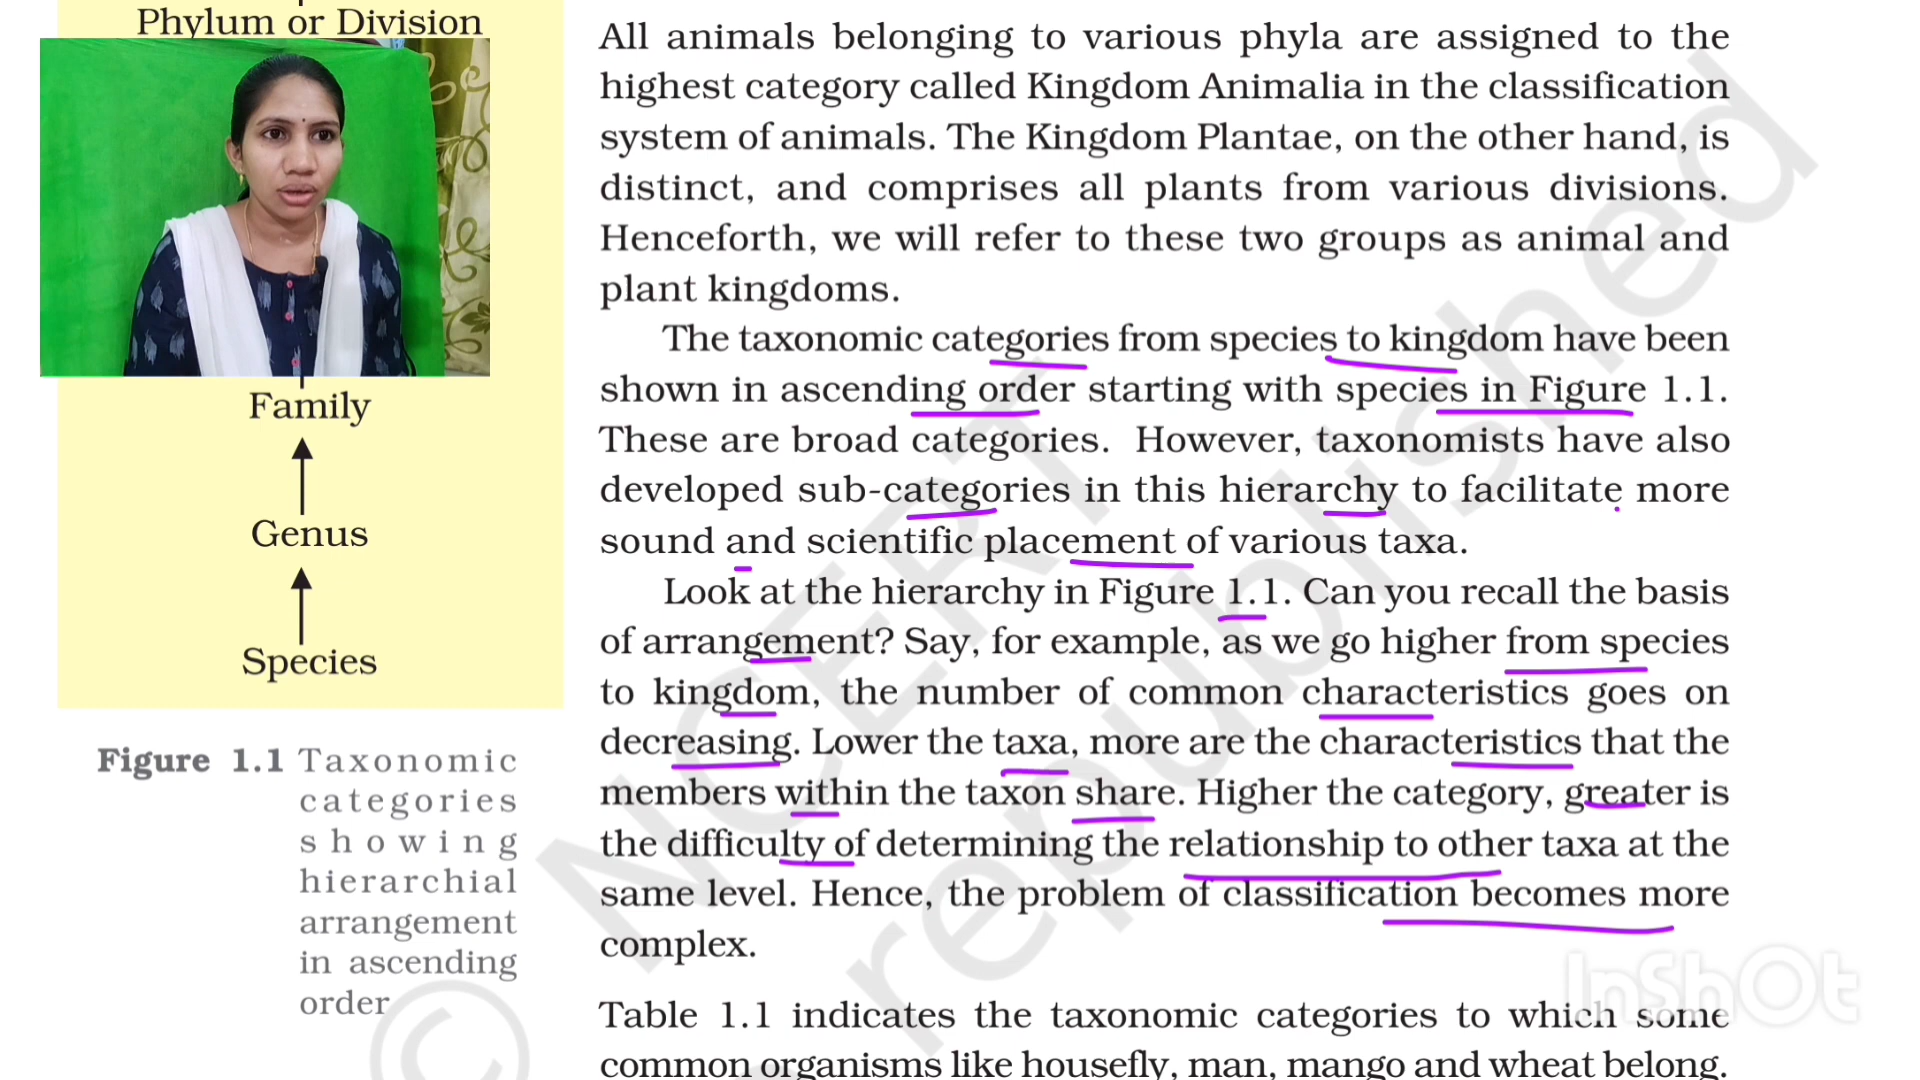 Phylum or Division
Family
Genus
Species
Figure 1.1 Taxonomic
categories
showing
hierarchial
arrangement
in ascending
order
All animals belonging to various phyla are assigned to the
highest category called Kingdom Animalia in the classification
system of animals. The Kingdom Plantae, on the other hand, is
distinct, and comprises all plants from various divisions.
Henceforth, we will refer to these two groups as animal and
plant kingdoms.
The taxonomic categories from species to kingdom have been
shown in ascending order starting with species in Figure 1.1.
These are broad categories. However, taxonomists have also
developed sub-categories in this hierarchy to facilitate more
sound and scientific placement of various taxa.
Look at the hierarchy in Figure 1.1. Can you recall the basis
of arrangement? Say, for example, as we go higher from species
to kingdom, the number of common characteristics goes on
decreasing. Lower the taxa, more are the characteristics that the
members within the taxon share. Higher the category, greater is
the difficulty of determining the relationship to other taxa at the
same level. Hence, the problem of classification becomes more
complex.
Table 1.1 indicates the taxonomic categories to which some
common organisms like housefly, man, mango and wheat belong.
© NCERT
republished
InShOt